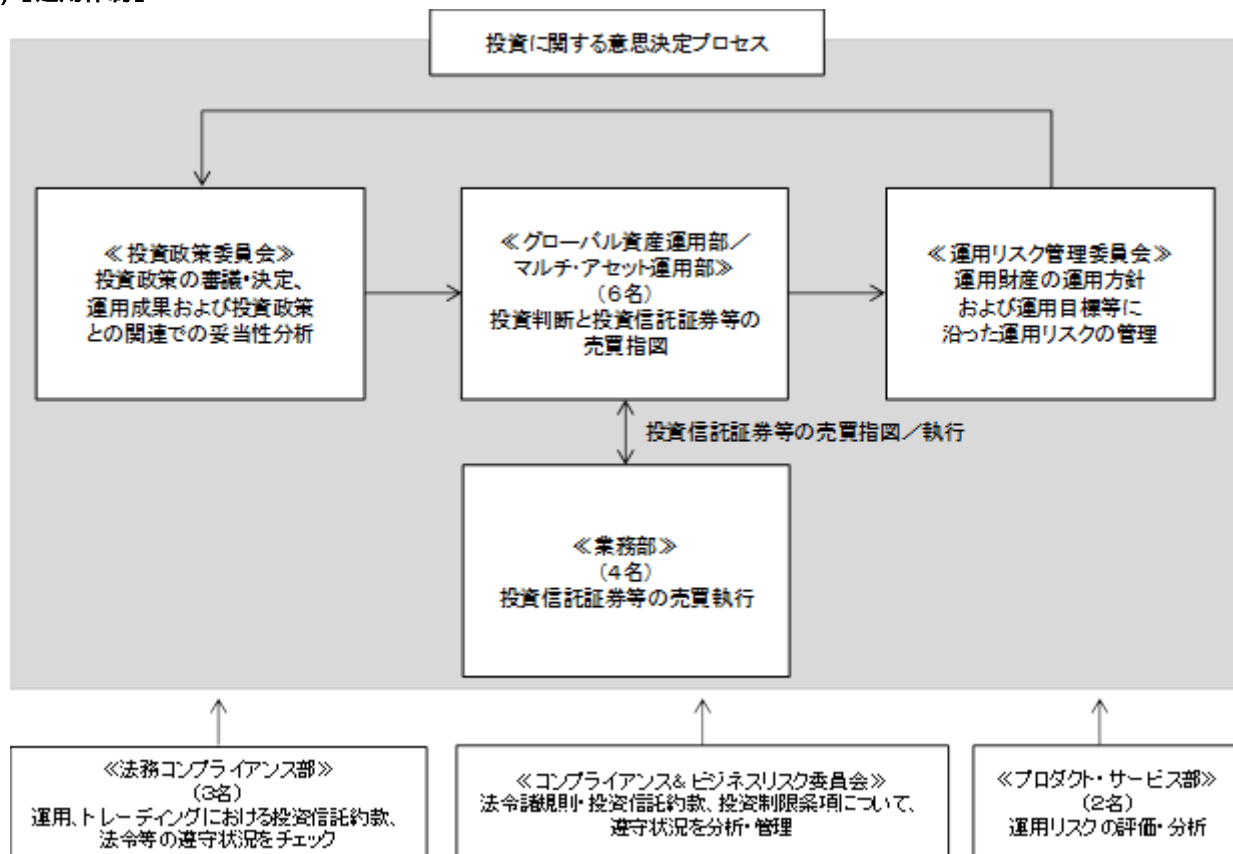 投資に関する意思決定プロセス
≪投資政策委員会≫
投資政策の審議・決定、
運用成果および投資政策
との関連での妥当性分析
≪グローバル資産運用部／
マルチ・アセット運用部≫
（6名）
投資判断と投資信託証券等の
売買指図
≪運用リスク管理委員会≫
運用財産の運用方針
および運用目標等に
沿った運用リスクの管理
投資信託証券等の売買指図／執行
≪業務部≫
（4名）
投資信託証券等の売買執行
≪法務コンプライアンス部≫
（3名）
運用、トレーディングにおける投資信託約款、
法令等の遵守状況をチェック
≪コンプライアンス& ビジネスリスク委員会≫
法令諸規則・投資信託約款、投資制限条項について、
遵守状況を分析・管理
≪プロダクト・サービス部≫
（2名）
運用リスクの評価・分析